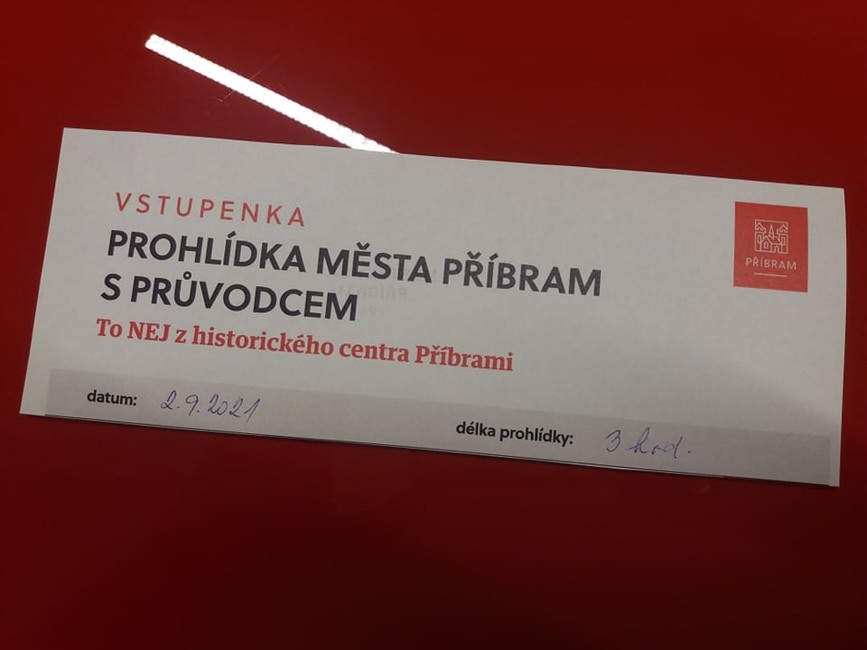 VSTUPENKA
PROHLÍDKA MĚSTA PŘÍBRAM
S PRŮVODCEM
To NEJ z historického centra Příbrami
PŘÍBRAM
datum: 2.9.2021
délka prohlídky: 3 hod.